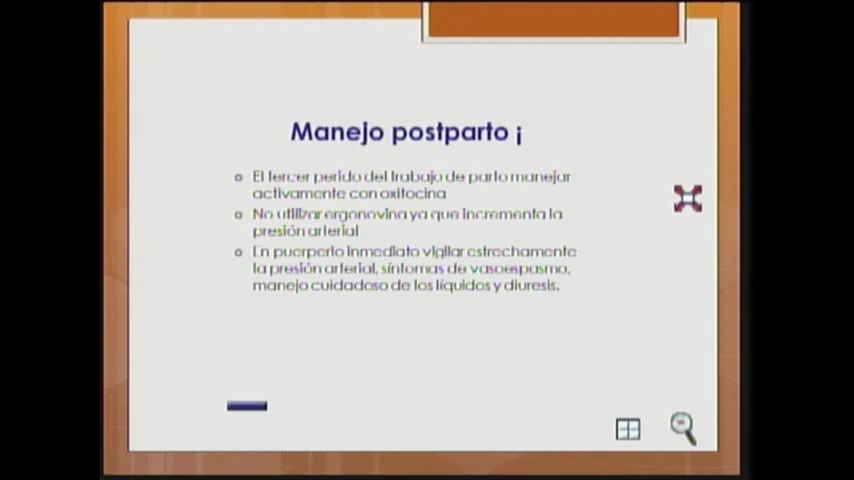 Manejo postparto ¡
El tercer perido del trabajo de parto manejar
activamente con oxitocina
No utilizar ergonovina ya que incrementa la
presión arterial
En puerperio inmediato vigilar estrechamente
la presión arterial, síntomas de vasoespasmo,
manejo cuidadoso de los líquidos y diuresis.